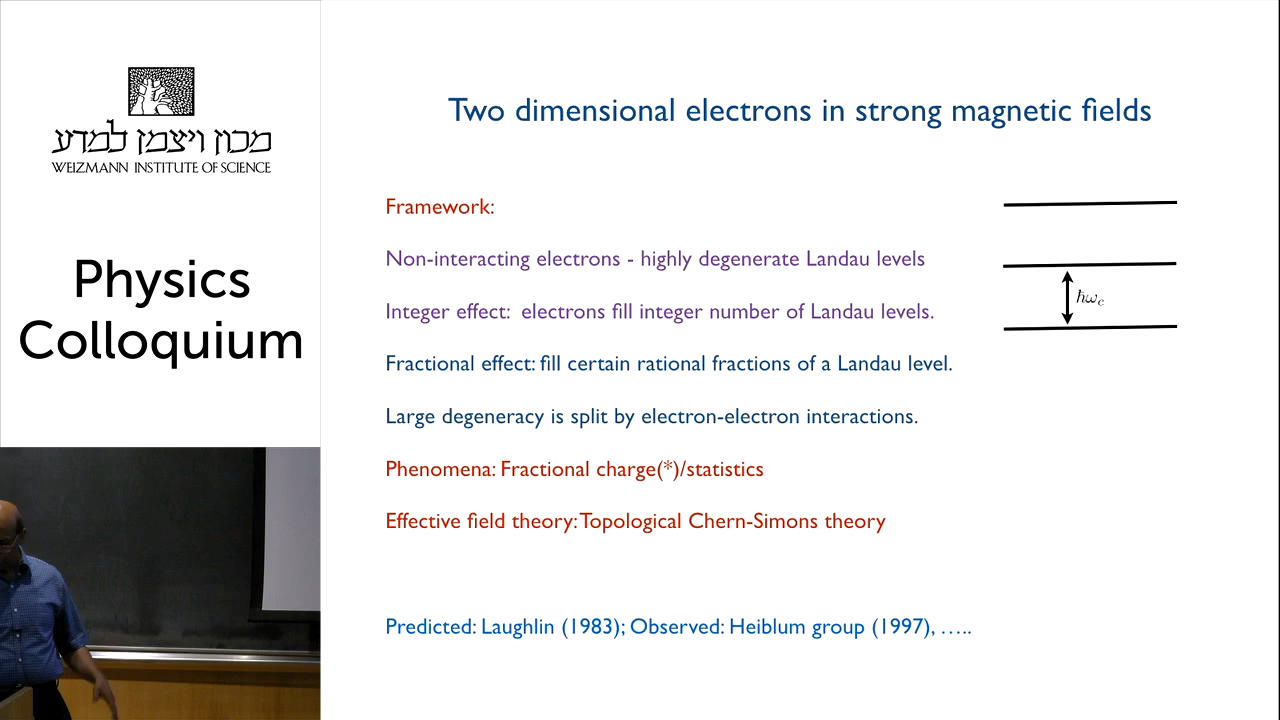 מכון ויצמן למדע
WEIZMANN INSTITUTE OF SCIENCE
Physics
Colloquium
Two dimensional electrons in strong magnetic fields
Framework:
Non-interacting electrons - highly degenerate Landau levels
Integer effect: electrons fill integer number of Landau levels.
Fractional effect: fill certain rational fractions of a Landau level.
Large degeneracy is split by electron-electron interactions.
Phenomena: Fractional charge(*)/statistics
Effective field theory: Topological Chern-Simons theory
Predicted: Laughlin (1983); Observed: Heiblum group (1997), …..
ℏω_c